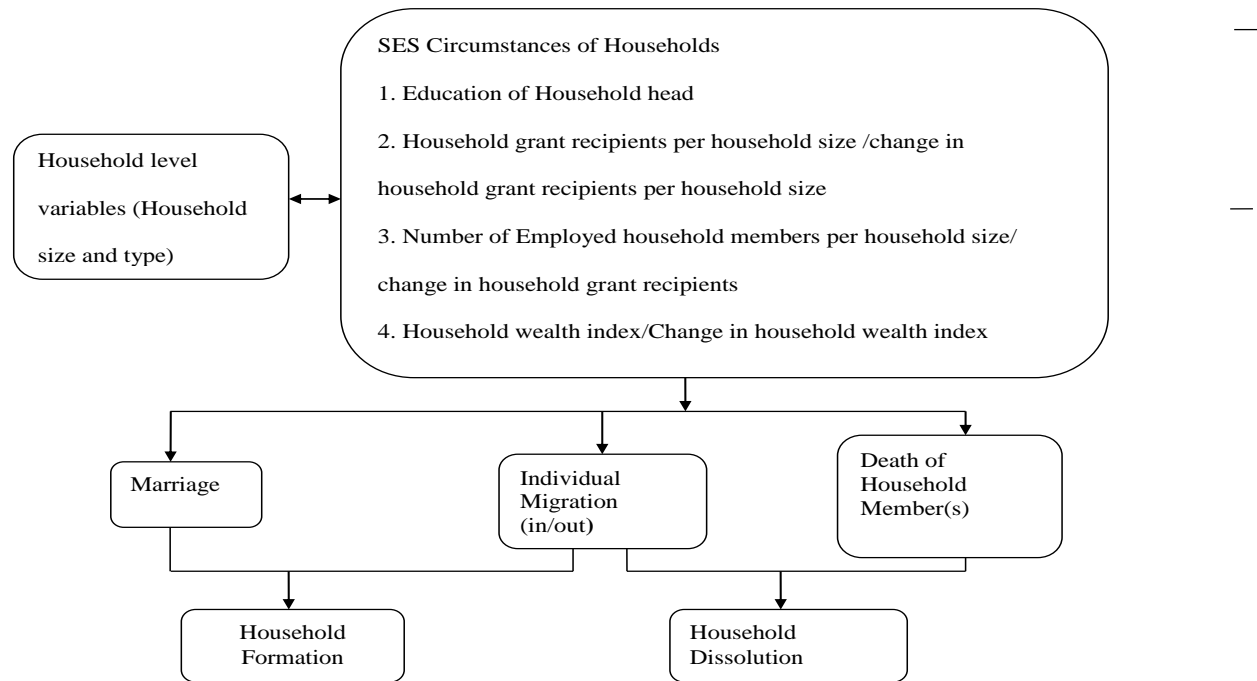 SES Circumstances of Households
1. Education of Household head
2. Household grant recipients per household size /change in
household grant recipients per household size
3. Number of Employed household members per household size/
change in household grant recipients
4. Household wealth index/Change in household wealth index
Household level
variables (Household
size and type)
Marriage
Individual
Migration
(in/out)
Death of
Household
Member(s)
Household
Formation
Household
Dissolution